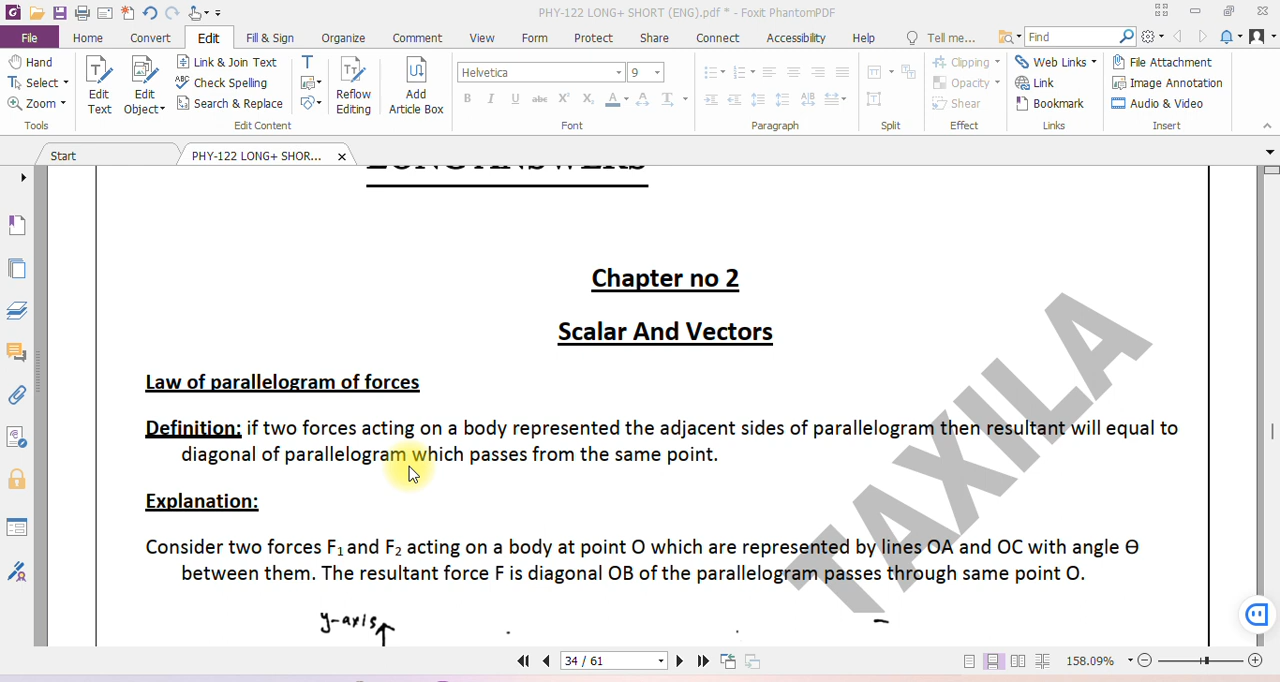 PHY-122 LONG+ SHORT (ENG).pdf * - Foxit PhantomPDF
File Home Convert Edit Fill & Sign Organize Comment View Form Protect Share Connect Accessibility Help Tell me... Find
Hand
Select
Zoom
Tools
Edit Text
Edit Object
Link & Join Text
Check Spelling
Search & Replace
Edit Content
Reflow Editing
Add Article Box
Helvetica 9
B I U abc X² X₂ A
Font
Paragraph
Split
Clipping
Opacity
Shear
Effect
Web Links
Link
Bookmark
Links
File Attachment
Image Annotation
Audio & Video
Insert
Start PHY-122 LONG+ SHOR...
LONG ANSWERS
Chapter no 2
Scalar And Vectors
Law of parallelogram of forces
Definition: if two forces acting on a body represented the adjacent sides of parallelogram then resultant will equal to
diagonal of parallelogram which passes from the same point.
Explanation:
Consider two forces F₁ and F₂ acting on a body at point O which are represented by lines OA and OC with angle Ө
between them. The resultant force F is diagonal OB of the parallelogram passes through same point O.
y-axis
TAXILA
34 / 61
158.09%